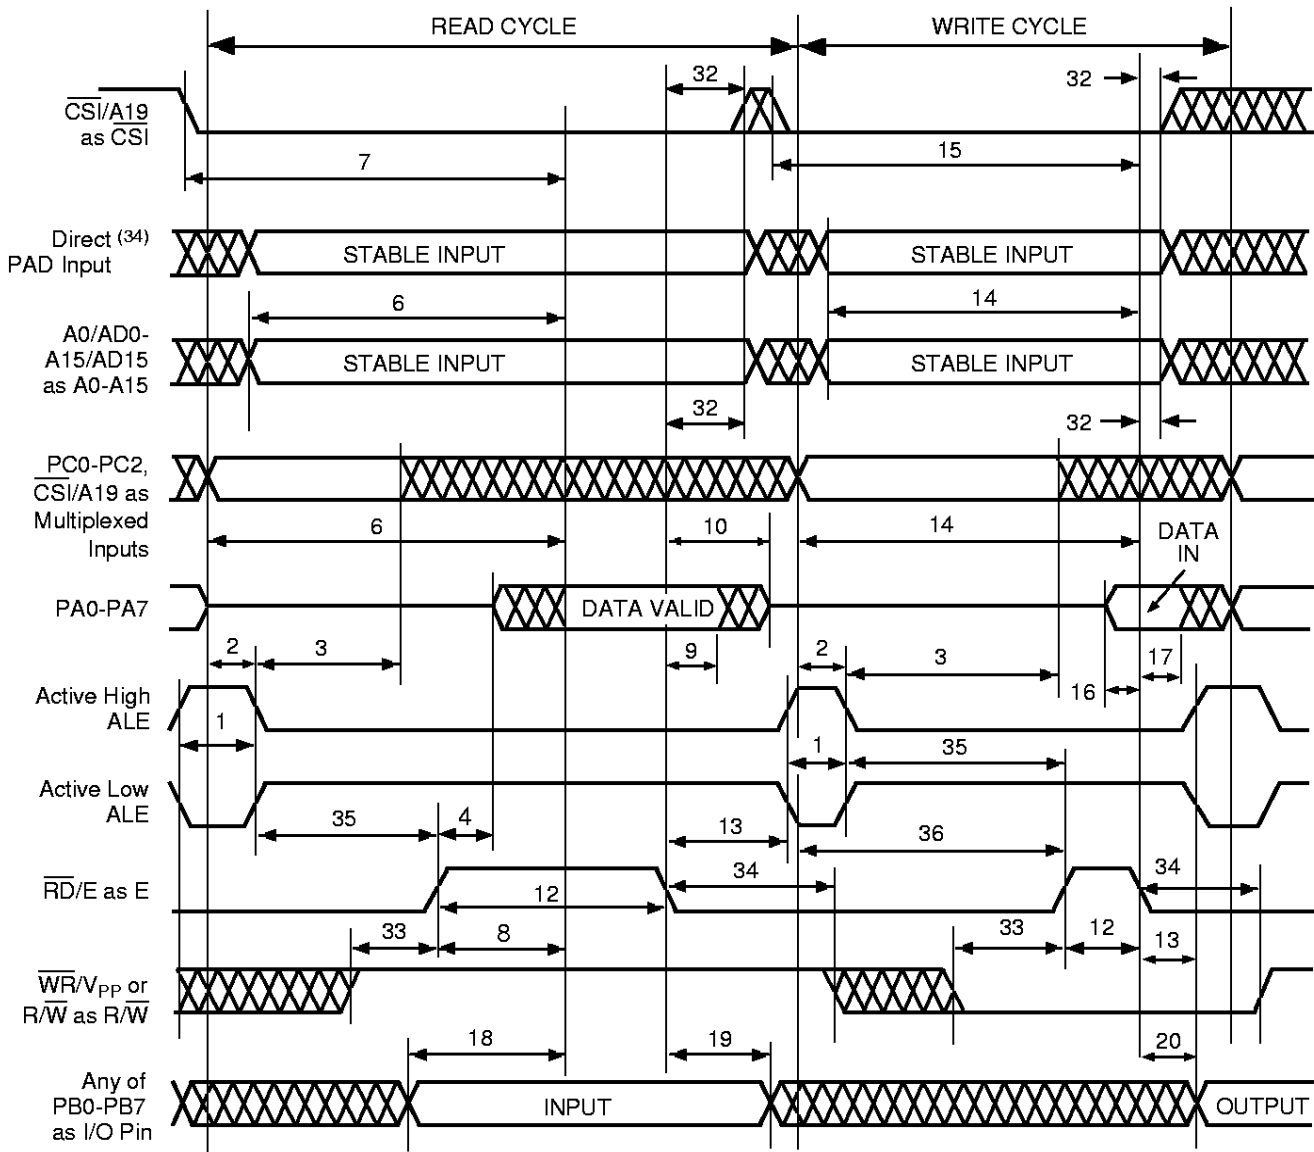 READ CYCLE
WRITE CYCLE
32
32
CSI/A19
as CSI
7
15
Direct (34)
PAD Input
STABLE INPUT
STABLE INPUT
6
14
A0/AD0-
A15/AD15
as A0-A15
STABLE INPUT
STABLE INPUT
32
32
PC0-PC2,
CSI/A19 as
Multiplexed
Inputs
6
10
14
DATA
IN
PA0-PA7
DATA VALID
2
3
9
2
3
17
16
Active High
ALE
1
1
35
Active Low
ALE
35
4
13
36
RD/E as E
12
34
34
33
8
33
12
13
WR/VPP or
R/W as R/W
18
19
20
Any of
PB0-PB7
as I/O Pin
INPUT
OUTPUT